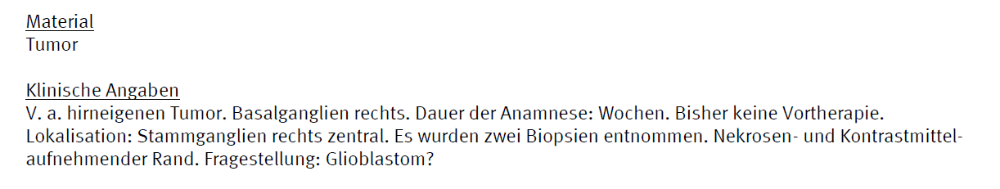 Material
Tumor
Klinische Angaben
V. a. hirneigenen Tumor. Basalganglien rechts. Dauer der Anamnese: Wochen. Bisher keine Vortherapie.
Lokalisation: Stammganglien rechts zentral. Es wurden zwei Biopsien entnommen. Nekrosen- und Kontrastmittel-
aufnehmender Rand. Fragestellung: Glioblastom?